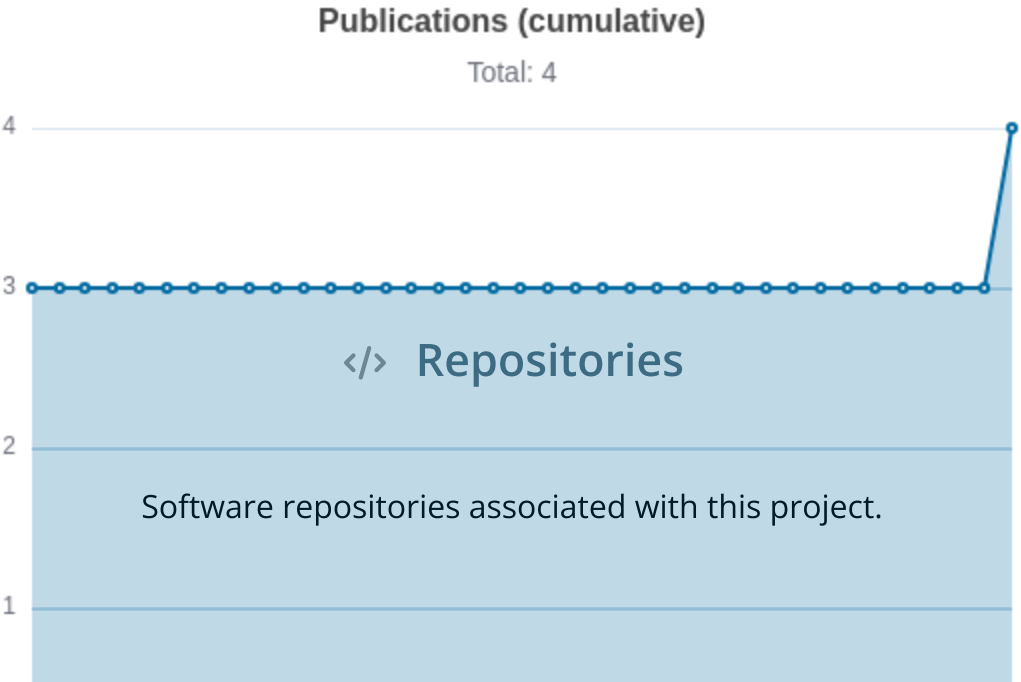 Publications (cumulative)
Total: 4
4
3
</> Repositories
2
Software repositories associated with this project.
1